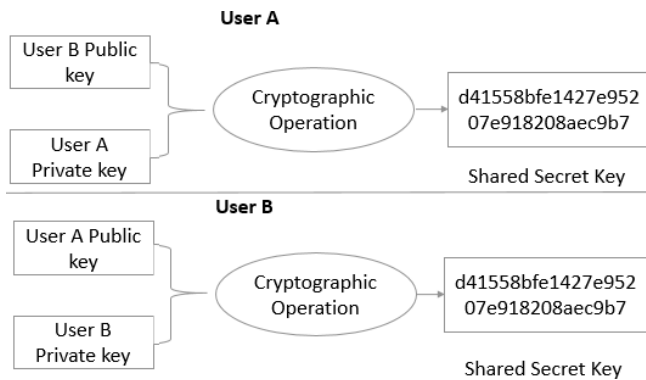 User A
User B Public
key
User A
Private key
Cryptographic
Operation
d41558bfe1427e952
07e918208aec9b7
Shared Secret Key
User B
User A Public
key
User B
Private key
Cryptographic
Operation
d41558bfe1427e952
07e918208aec9b7
Shared Secret Key